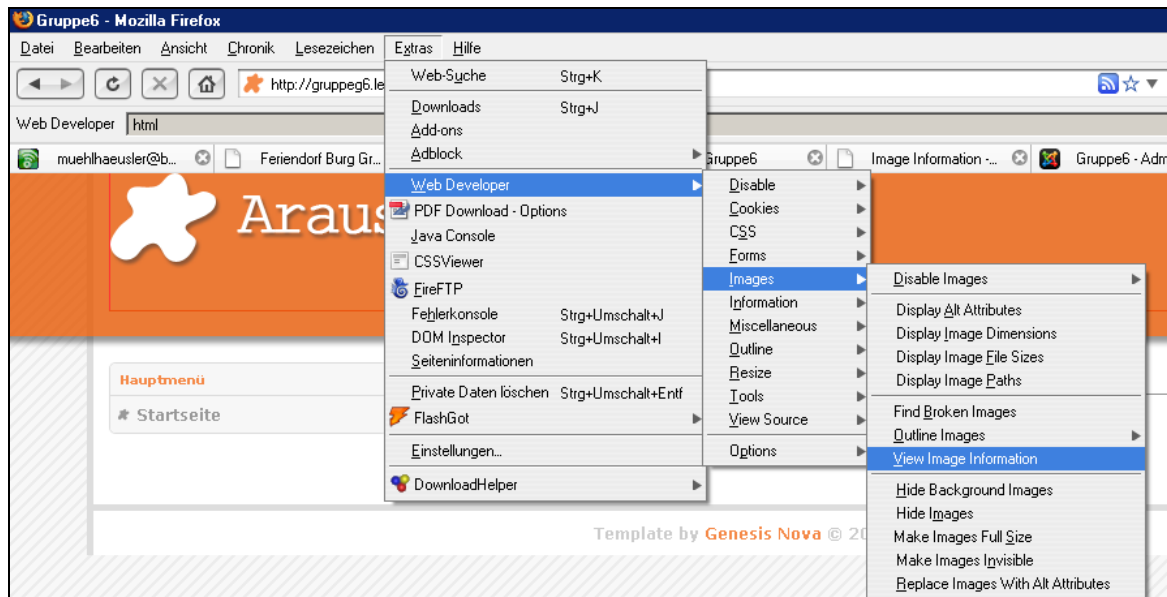 Gruppe6 - Mozilla Firefox
Datei Bearbeiten Ansicht Chronik Lesezeichen Extras Hilfe
http://gruppeg6.le
Web Developer html
muehlhaeusler@b... Feriendorf Burg Gr... Gruppe6 Image Information -... Gruppe6 - Adm
Araus
Hauptmenü
Startseite
Template by Genesis Nova © 20
Web-Suche Strg+K
Downloads Strg+J
Add-ons
Adblock
Web Developer
PDF Download - Options
Java Console
CSSViewer
FireFTP
Fehlerkonsole Strg+Umschalt+J
DOM Inspector Strg+Umschalt+I
Seiteninformationen
Private Daten löschen Strg+Umschalt+Entf
FlashGot
Einstellungen...
DownloadHelper
Disable
Cookies
CSS
Forms
Images
Information
Miscellaneous
Outline
Resize
Tools
View Source
Options
Disable Images
Display Alt Attributes
Display Image Dimensions
Display Image File Sizes
Display Image Paths
Find Broken Images
Outline Images
View Image Information
Hide Background Images
Hide Images
Make Images Full Size
Make Images Invisible
Replace Images With Alt Attributes